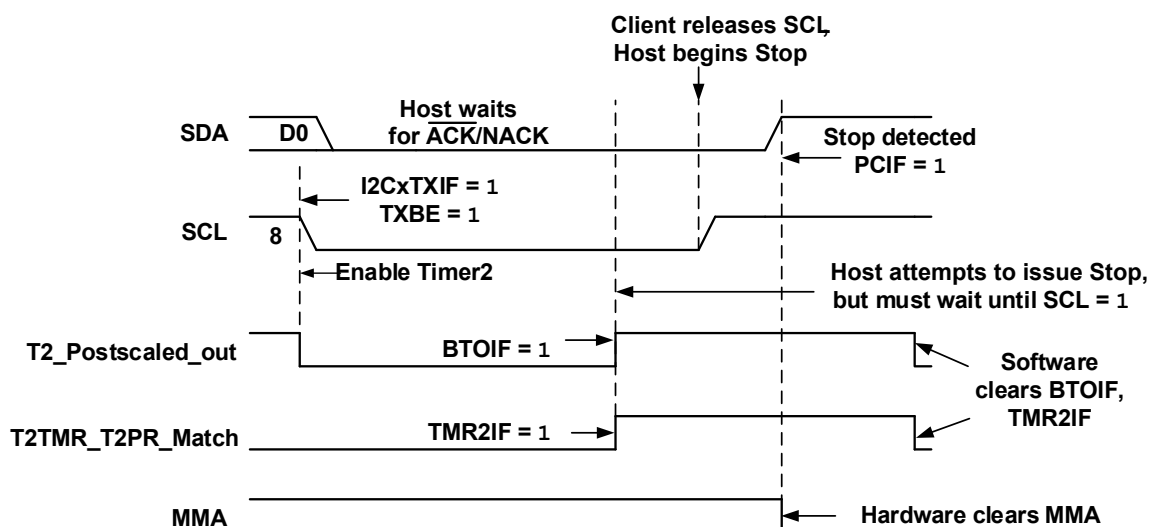 Client releases SCL,
Host begins Stop
SDA
D0
Host waits
for ACK/NACK
Stop detected
PCIF = 1
I2CxTXIF = 1
TXBE = 1
SCL
8
Enable Timer2
Host attempts to issue Stop,
but must wait until SCL = 1
T2_Postscaled_out
BTOIF = 1
Software
clears BTOIF,
TMR2IF
T2TMR_T2PR_Match
TMR2IF = 1
MMA
Hardware clears MMA